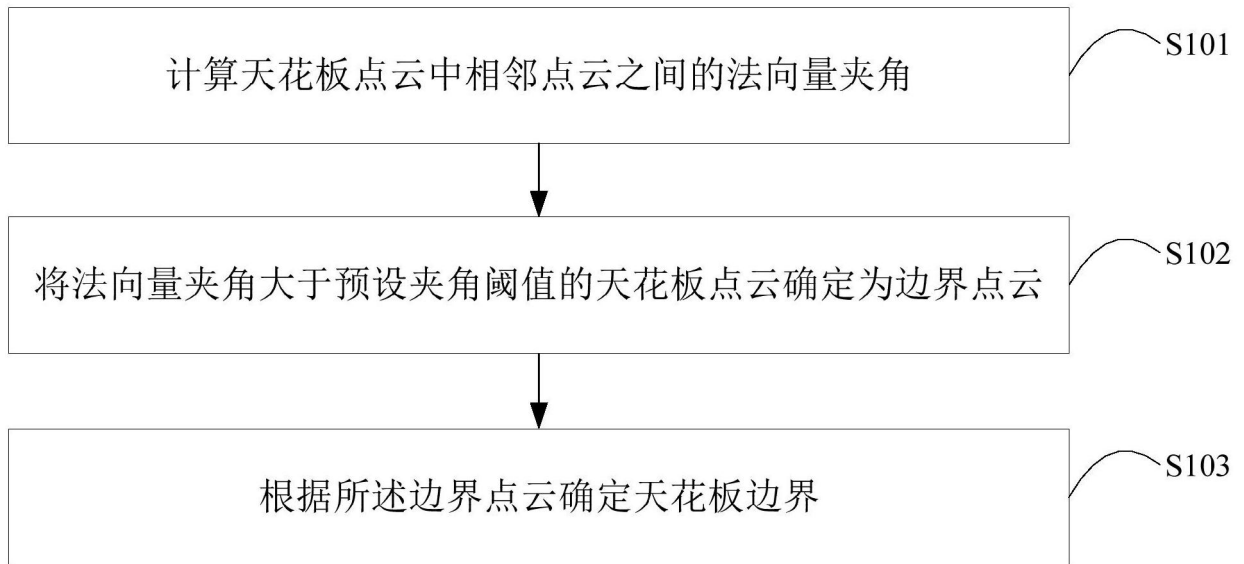 计算天花板点云中相邻点云之间的法向量夹角
S101
将法向量夹角大于预设夹角阈值的天花板点云确定为边界点云
S102
根据所述边界点云确定天花板边界
S103